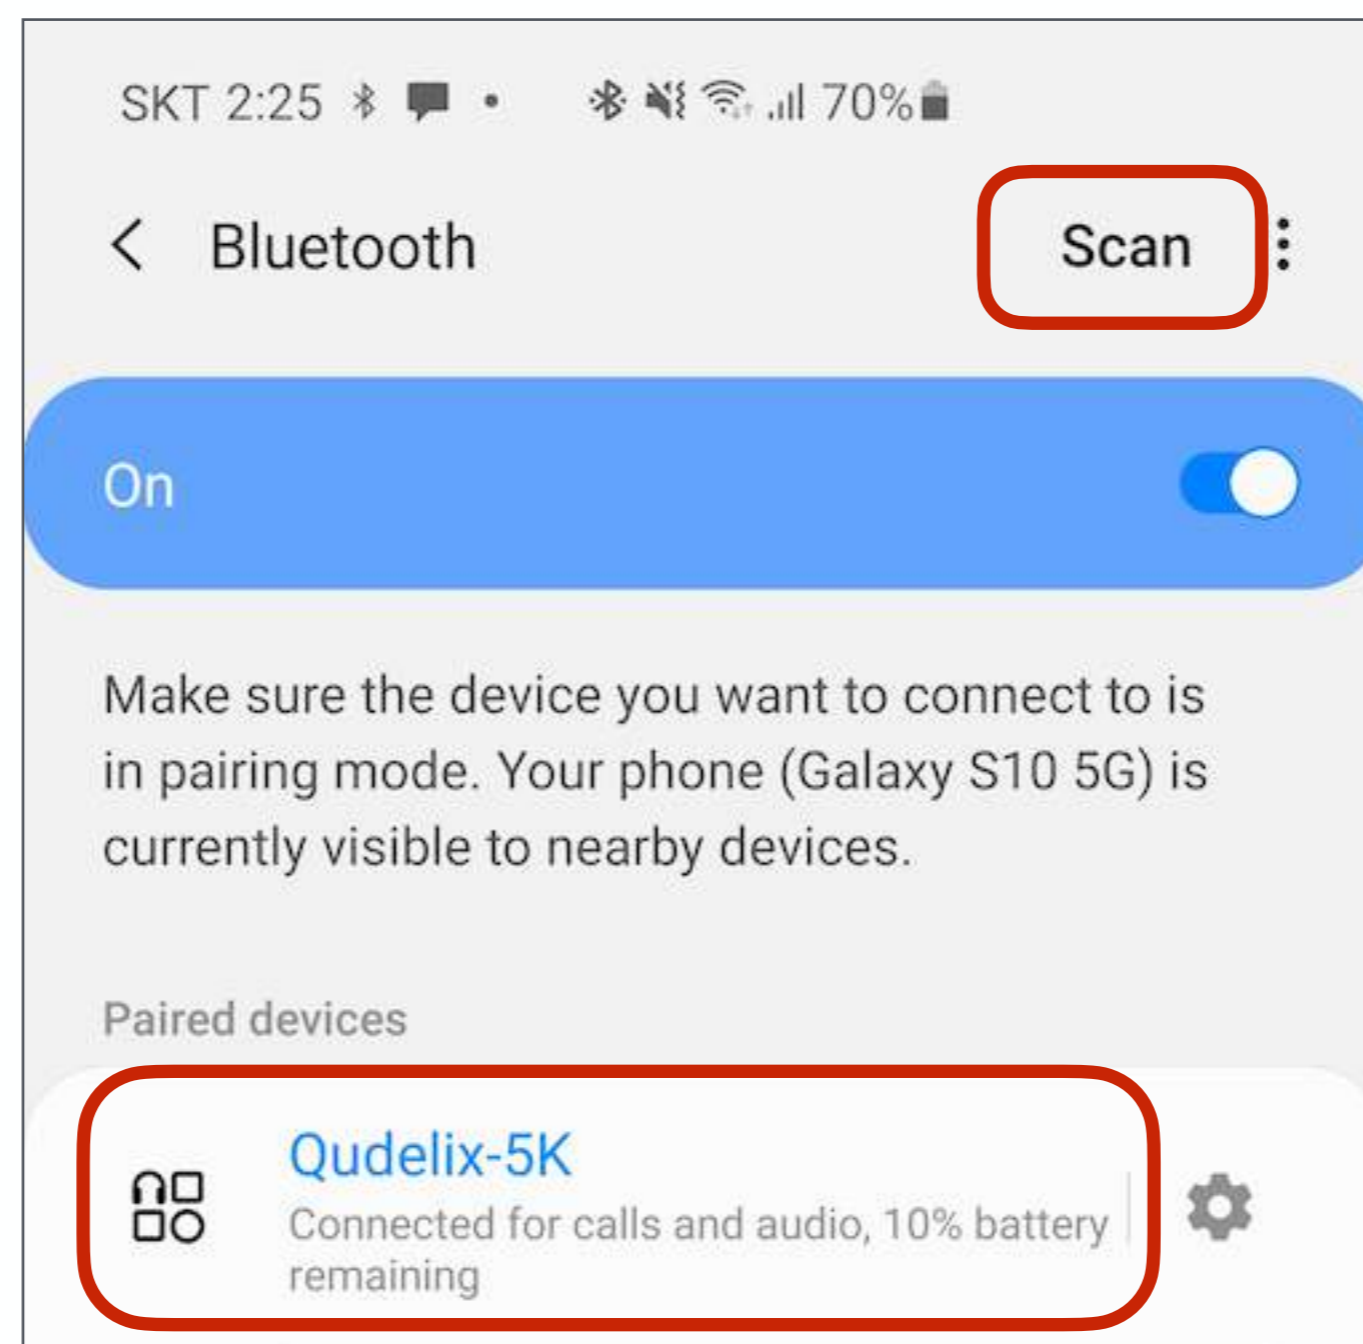 SKT 2:25 70%
Bluetooth Scan
On
Make sure the device you want to connect to is
in pairing mode. Your phone (Galaxy S10 5G) is
currently visible to nearby devices.
Paired devices
Qudelix-5K
Connected for calls and audio, 10% battery
remaining